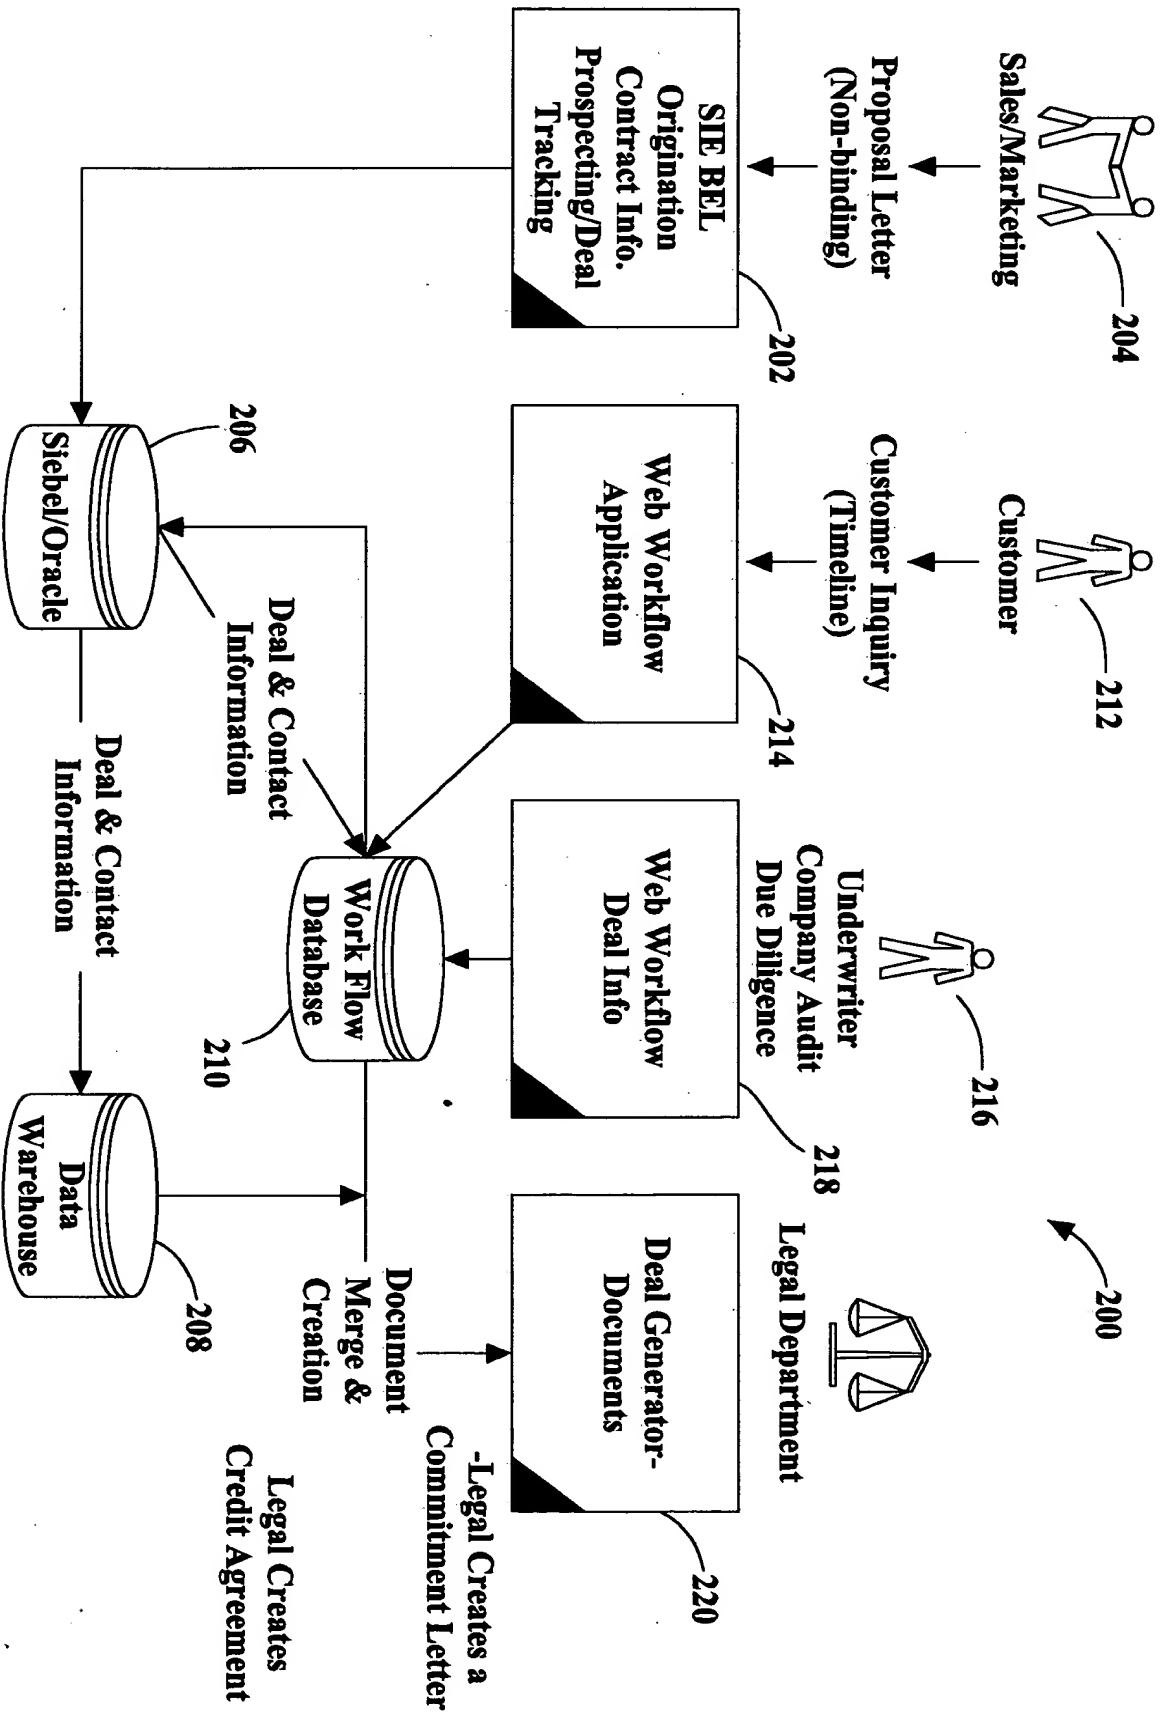 200
204
Sales/Marketing
Proposal Letter
(Non-binding)
202
SIE BEL
Origination
Contract Info.
Prospecting/Deal
Tracking
212
Customer
Customer Inquiry
(Timeline)
214
Web Workflow
Application
216
Underwriter
Company Audit
Due Diligence
218
Web Workflow
Deal Info
Legal Department
220
Deal Generator-
Documents
-Legal Creates a
Commitment Letter
Legal Creates
Credit Agreement
Document
Merge &
Creation
Work Flow
Database
210
Deal & Contact
Information
206
Siebel/Oracle
Deal & Contact
Information
208
Data
Warehouse